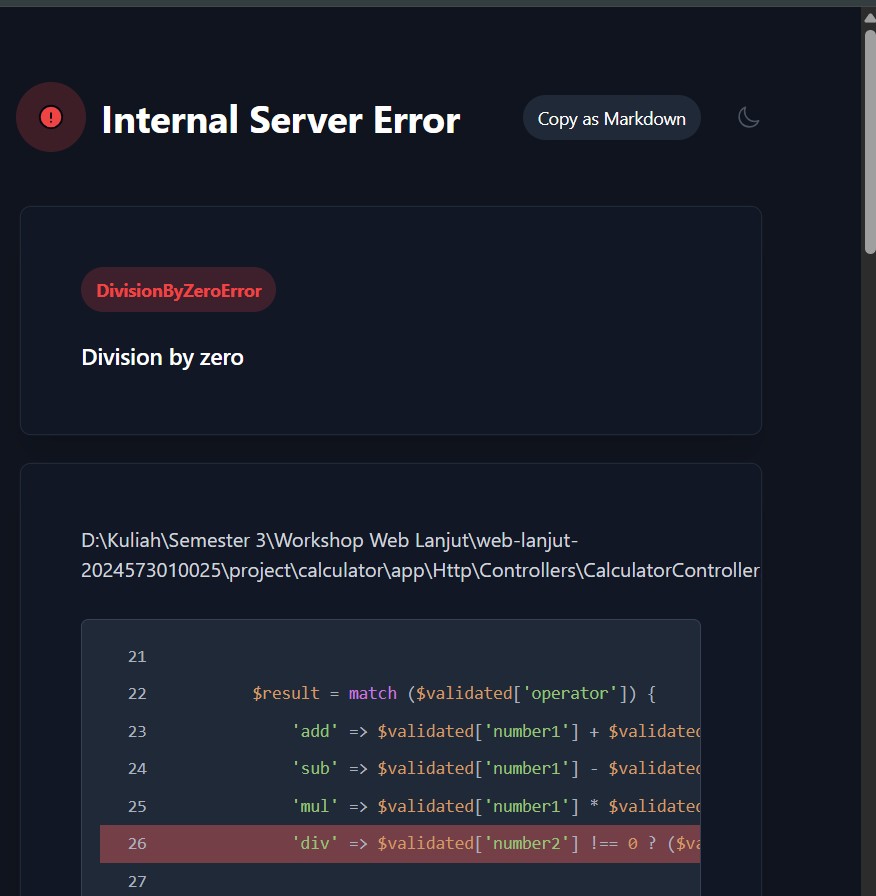 Internal Server Error
Copy as Markdown
DivisionByZeroError
Division by zero
D:\Kuliah\Semester 3\Workshop Web Lanjut\web-lanjut-
2024573010025\project\calculator\app\Http\Controllers\CalculatorController
21
22 $result = match ($validated['operator']) {
23 'add' => $validated['number1'] + $validated
24 'sub' => $validated['number1'] - $validated
25 'mul' => $validated['number1'] * $validated
26 'div' => $validated['number2'] !== 0 ? ($va
27